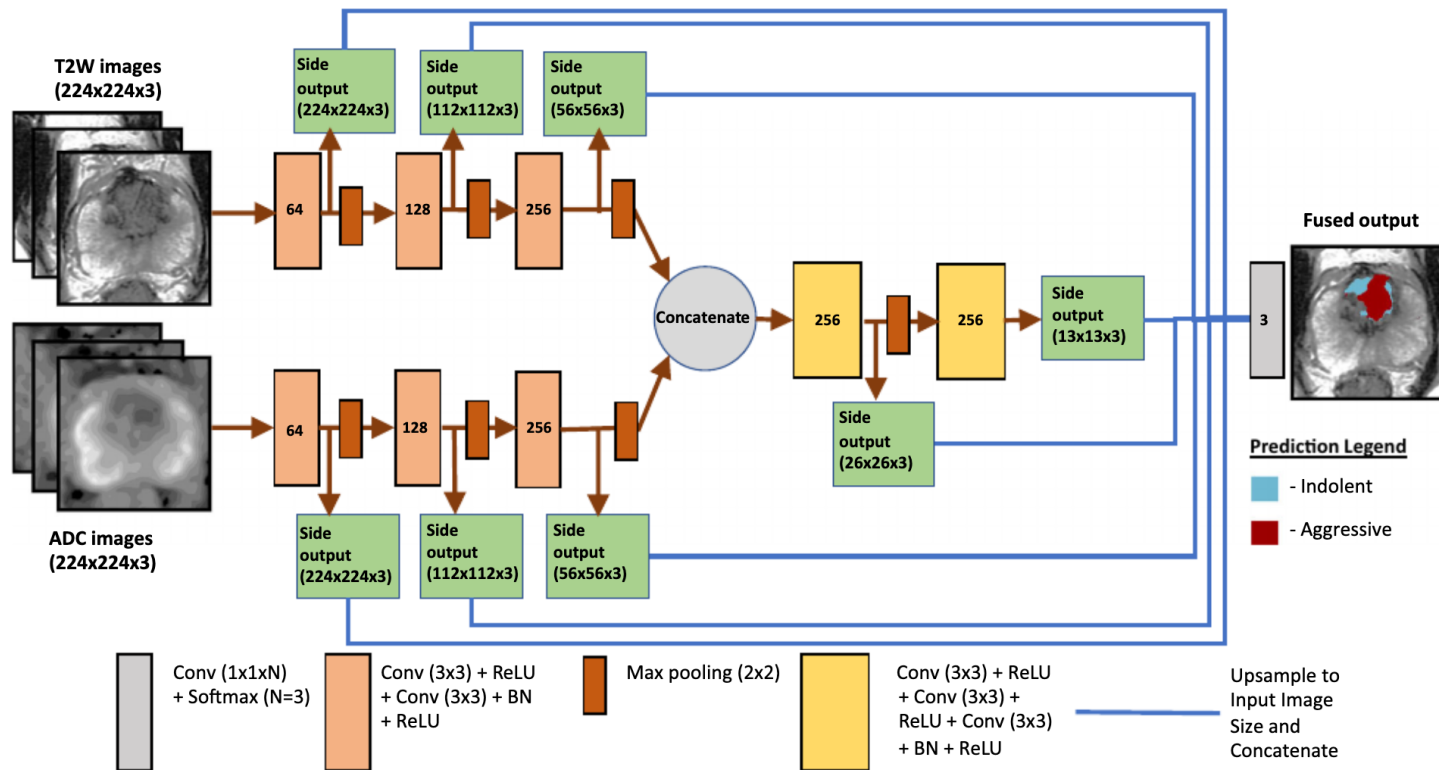 T2W images
(224x224x3)
Side
output
(224x224x3)
Side
output
(112x112x3)
Side
output
(56x56x3)
64
128
256
Concatenate
256
256
Side
output
(13x13x3)
3
Fused output
Side
output
(26x26x3)
64
128
256
ADC images
(224x224x3)
Side
output
(224x224x3)
Side
output
(112x112x3)
Side
output
(56x56x3)
Prediction Legend
- Indolent
- Aggressive
Conv (1x1xN)
+ Softmax (N=3)
Conv (3x3) + ReLU
+ Conv (3x3) + BN
+ ReLU
Max pooling (2x2)
Conv (3x3) + ReLU
+ Conv (3x3) +
ReLU + Conv (3x3)
+ BN + ReLU
Upsample to
Input Image
Size and
Concatenate